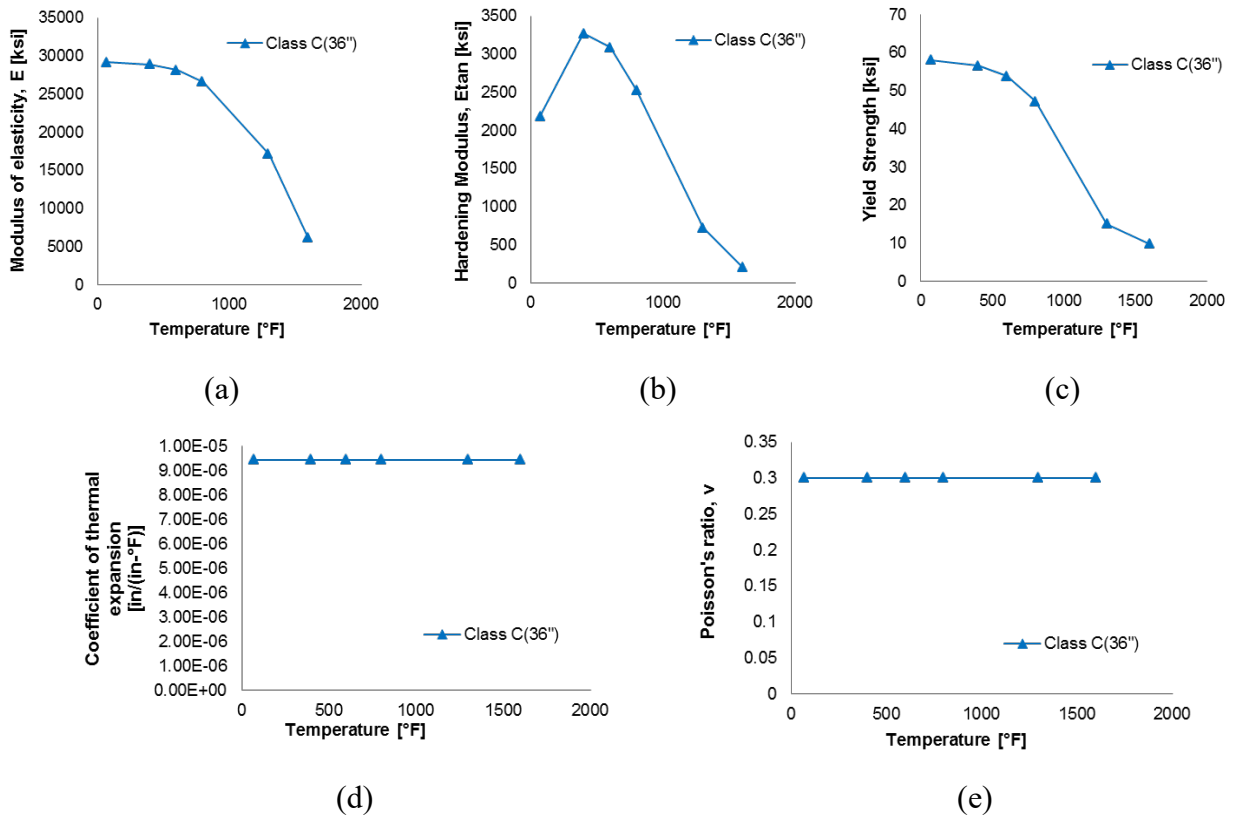 Modulus of elasticity, E [ksi]
35000
30000
25000
20000
15000
10000
5000
0
0
1000
2000
Temperature [°F]
Class C(36")
(a)
Hardening Modulus, Etan [ksi]
3500
3000
2500
2000
1500
1000
500
0
0
1000
2000
Temperature [°F]
Class C(36")
(b)
Yield Strength [ksi]
70
60
50
40
30
20
10
0
0
500
1000
1500
2000
Temperature [°F]
Class C(36")
(c)
Coefficient of thermal
expansion
[in/(in-°F)]
1.00E-05
9.00E-06
8.00E-06
7.00E-06
6.00E-06
5.00E-06
4.00E-06
3.00E-06
2.00E-06
1.00E-06
0.00E+00
0
500
1000
1500
2000
Temperature [°F]
Class C(36")
(d)
Poisson's ratio, v
0.35
0.3
0.25
0.2
0.15
0.1
0.05
0
0
500
1000
1500
2000
Temperature [°F]
Class C(36")
(e)